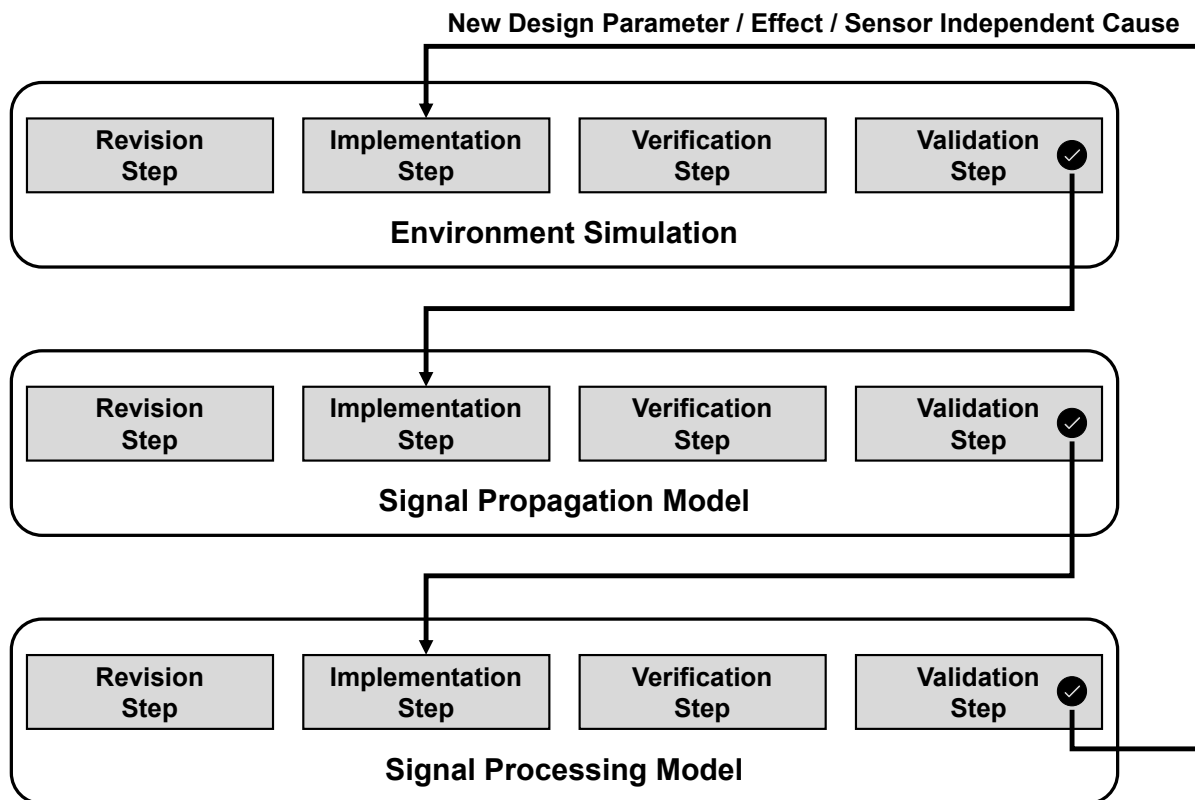 New Design Parameter / Effect / Sensor Independent Cause
Revision
Step
Implementation
Step
Verification
Step
Validation
Step
Environment Simulation
Revision
Step
Implementation
Step
Verification
Step
Validation
Step
Signal Propagation Model
Revision
Step
Implementation
Step
Verification
Step
Validation
Step
Signal Processing Model